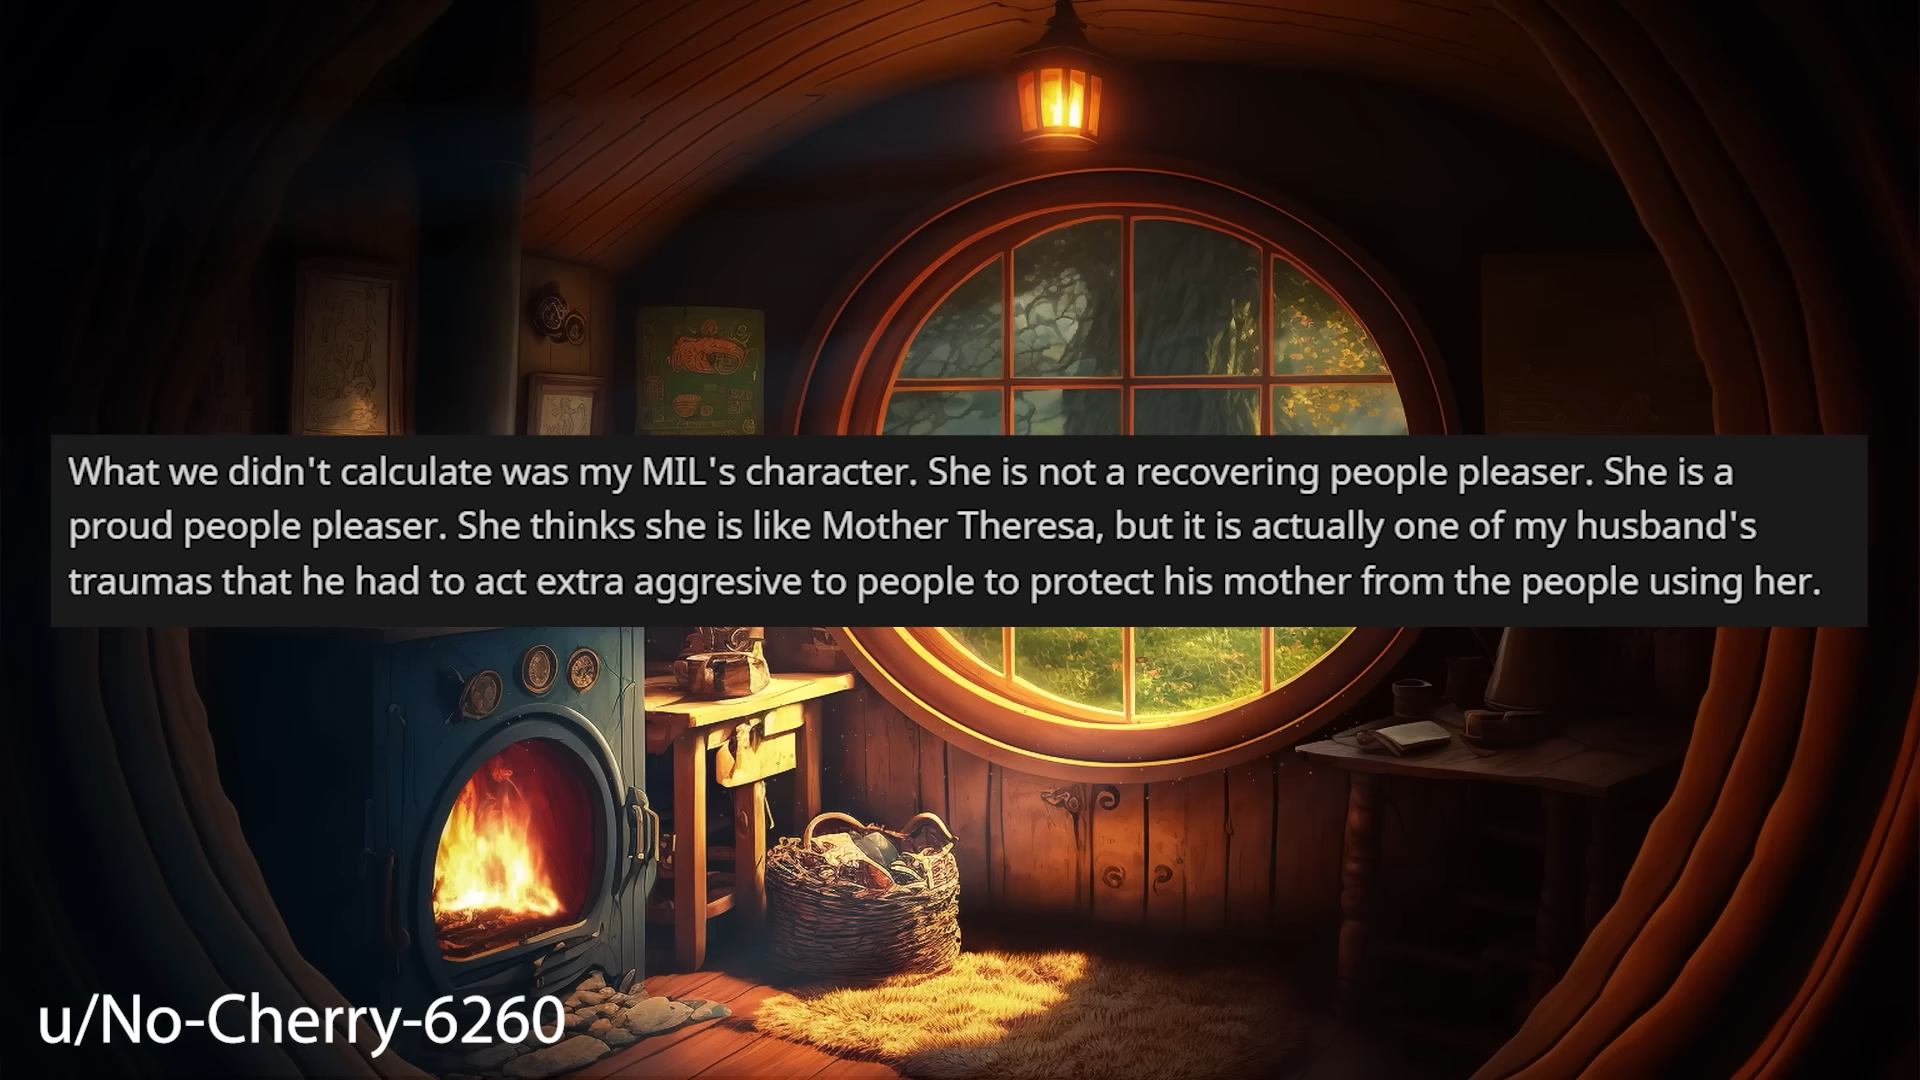 What we didn't calculate was my MIL's character. She is not a recovering people pleaser. She is a
proud people pleaser. She thinks she is like Mother Theresa, but it is actually one of my husband's
traumas that he had to act extra aggresive to people to protect his mother from the people using her.
u/No-Cherry-6260